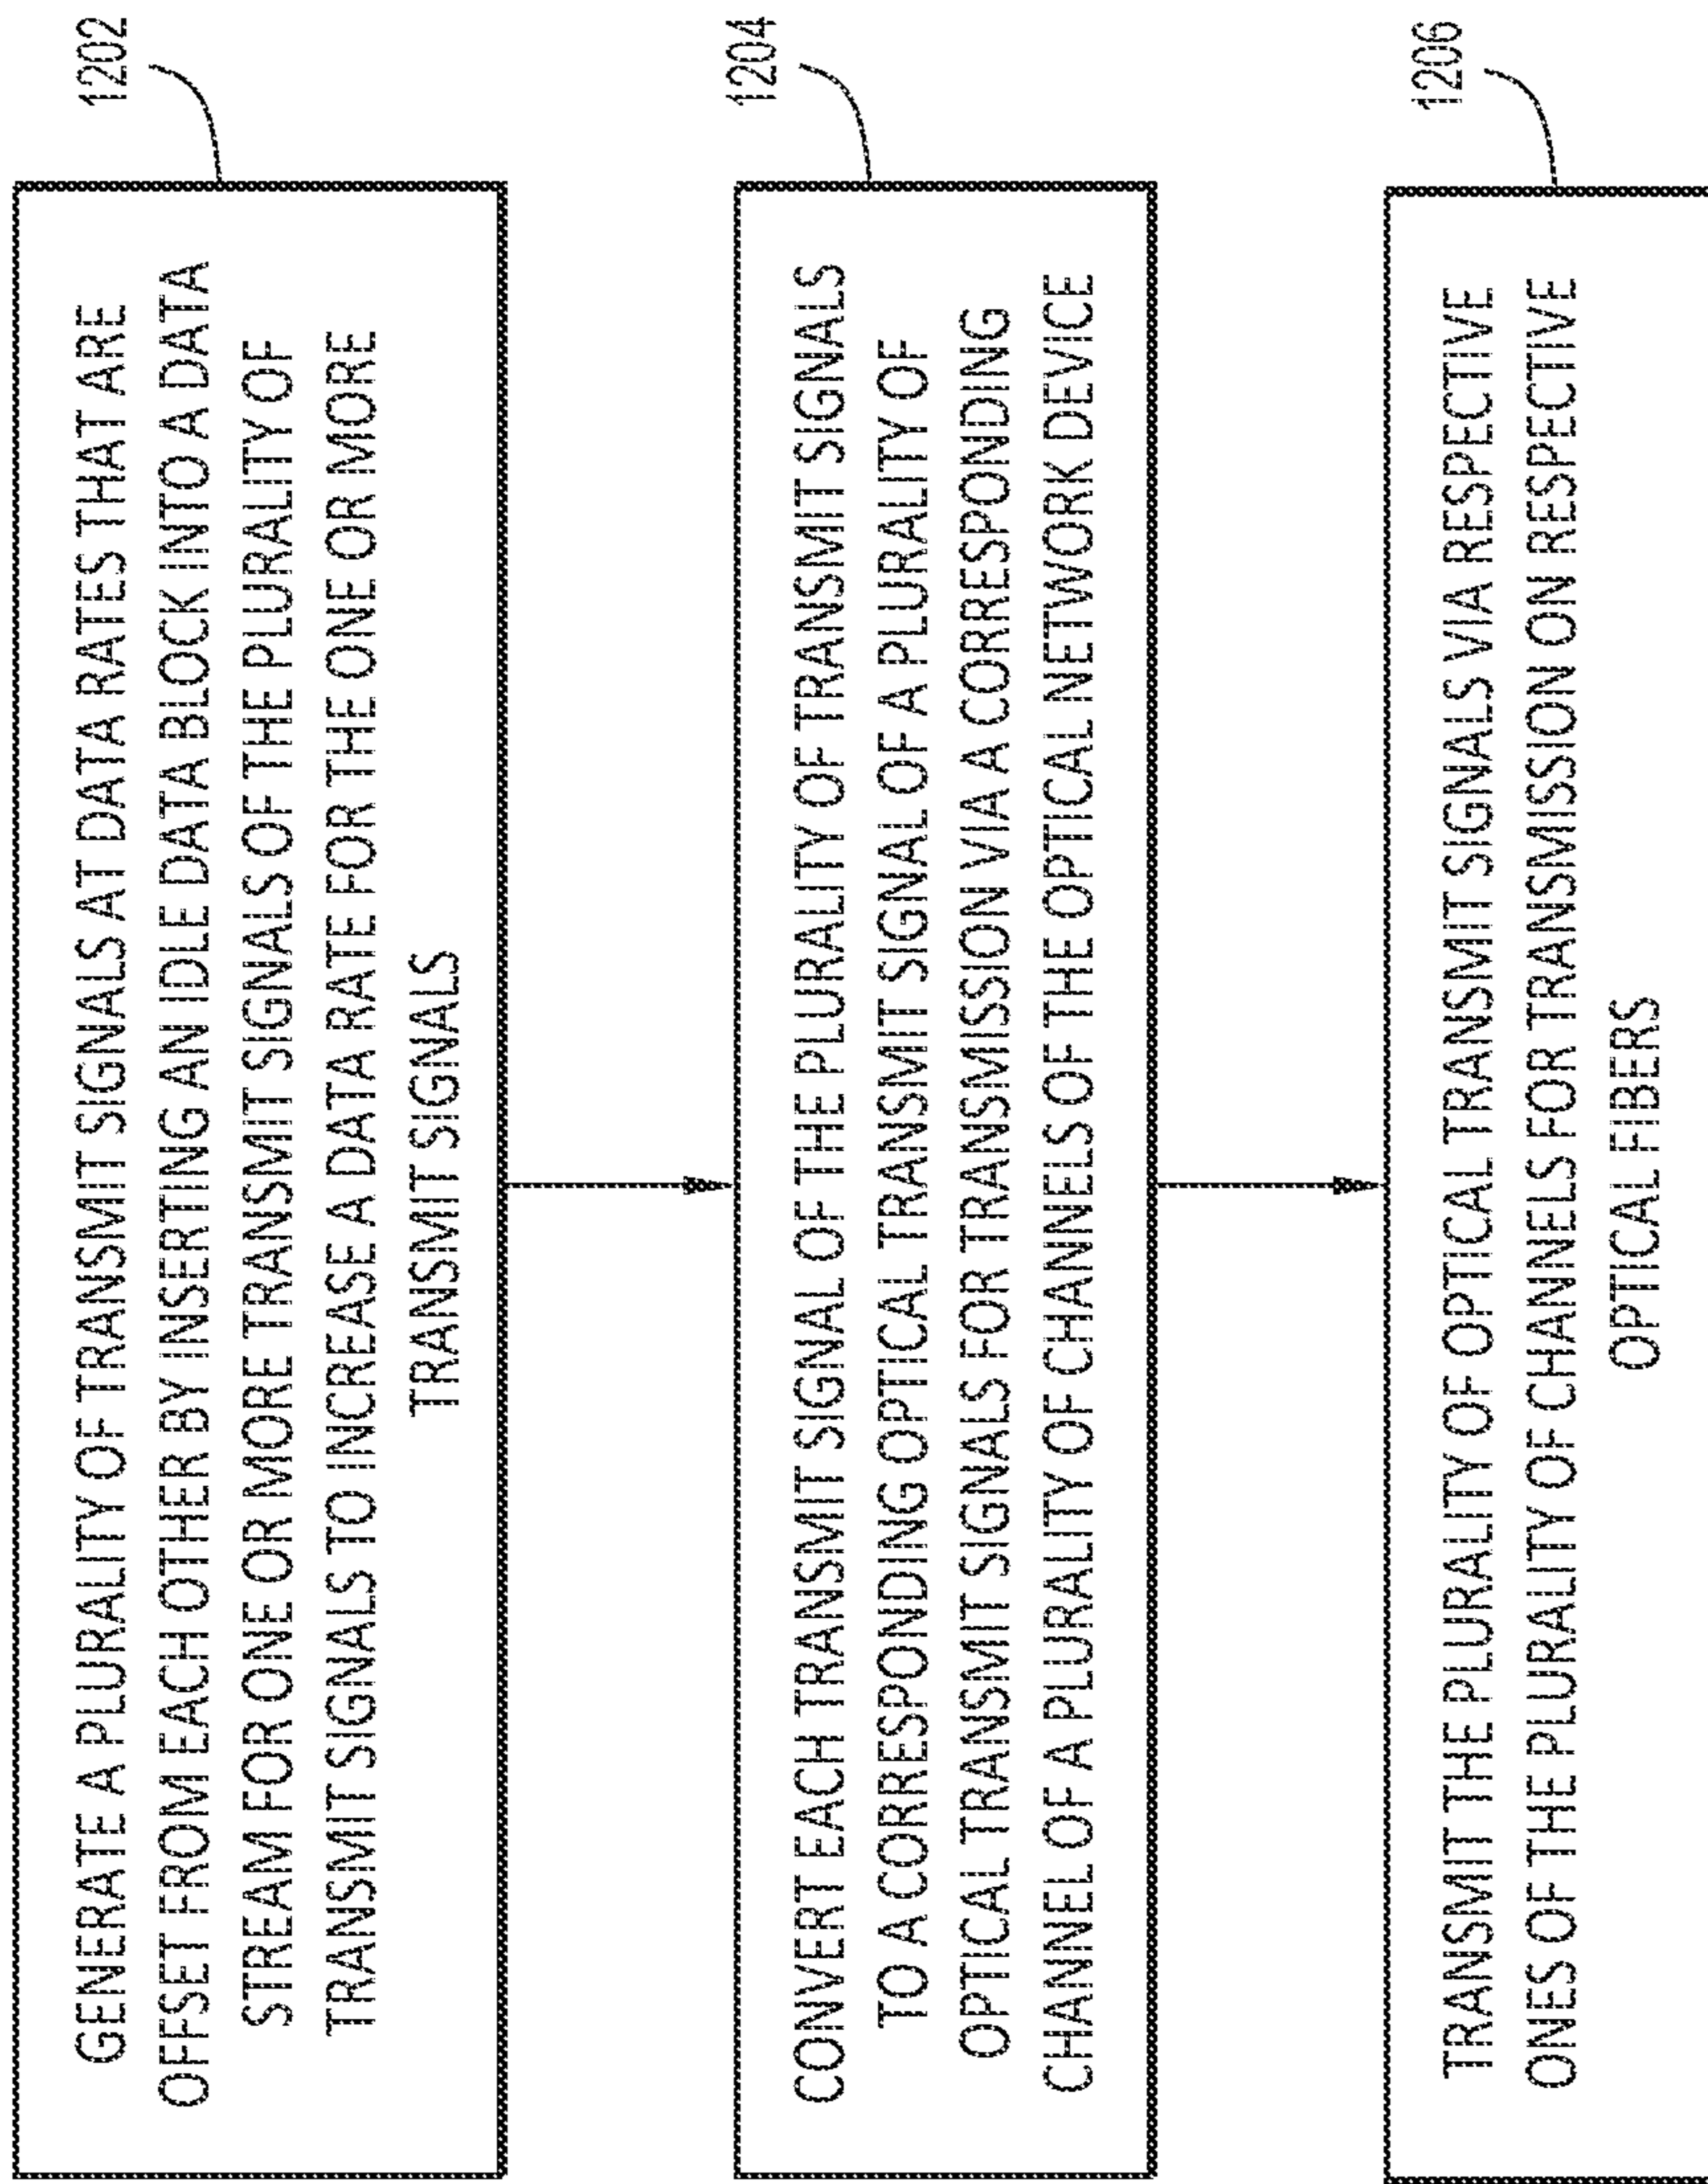 1202
GENERATE A PLURALITY OF TRANSMIT SIGNALS AT DATA RATES THAT ARE
OFFSET FROM EACH OTHER BY INSERTING AN IDLE DATA BLOCK INTO A DATA
STREAM FOR ONE OR MORE TRANSMIT SIGNALS OF THE PLURALITY OF
TRANSMIT SIGNALS TO INCREASE A DATA RATE FOR THE ONE OR MORE
TRANSMIT SIGNALS
1204
CONVERT EACH TRANSMIT SIGNAL OF THE PLURALITY OF TRANSMIT SIGNALS
TO A CORRESPONDING OPTICAL TRANSMIT SIGNAL OF A PLURALITY OF
OPTICAL TRANSMIT SIGNALS FOR TRANSMISSION VIA A CORRESPONDING
CHANNEL OF A PLURALITY OF CHANNELS OF THE OPTICAL NETWORK DEVICE
1206
TRANSMIT THE PLURALITY OF OPTICAL TRANSMIT SIGNALS VIA RESPECTIVE
ONES OF THE PLURALITY OF CHANNELS FOR TRANSMISSION ON RESPECTIVE
OPTICAL FIBERS